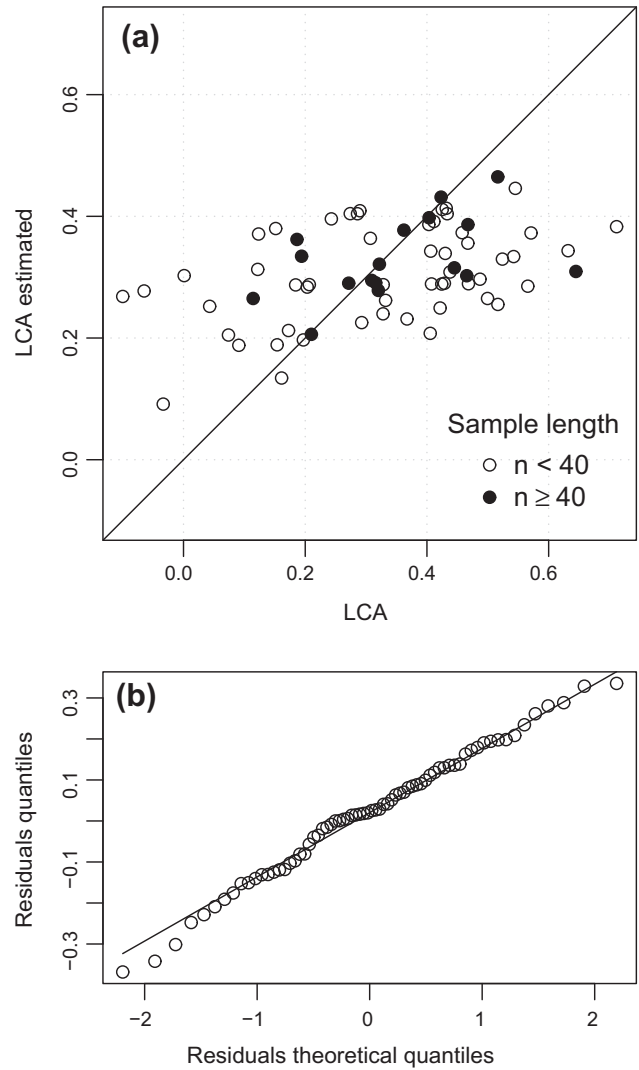 (a)
LCA estimated
0.6
0.4
0.2
0.0
Sample length
n < 40
n ≥ 40
0.0 0.2 0.4 0.6
LCA
(b)
Residuals quantiles
0.3
0.1
−0.1
−0.3
−2 −1 0 1 2
Residuals theoretical quantiles